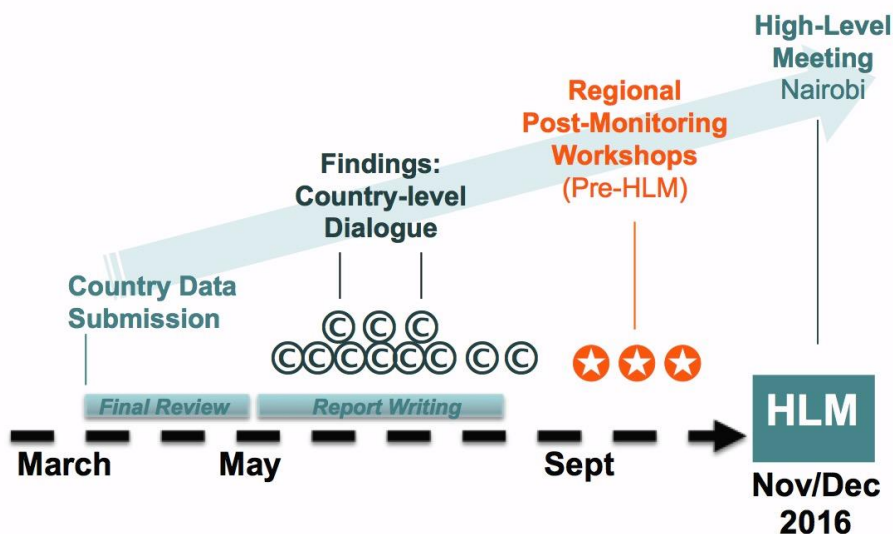 High-Level
Meeting
Nairobi
Regional
Post-Monitoring
Workshops
(Pre-HLM)
Findings:
Country-level
Dialogue
Country Data
Submission
© © ©
© © © © © © © ©
Final Review
Report Writing
HLM
March
May
Sept
Nov/Dec
2016